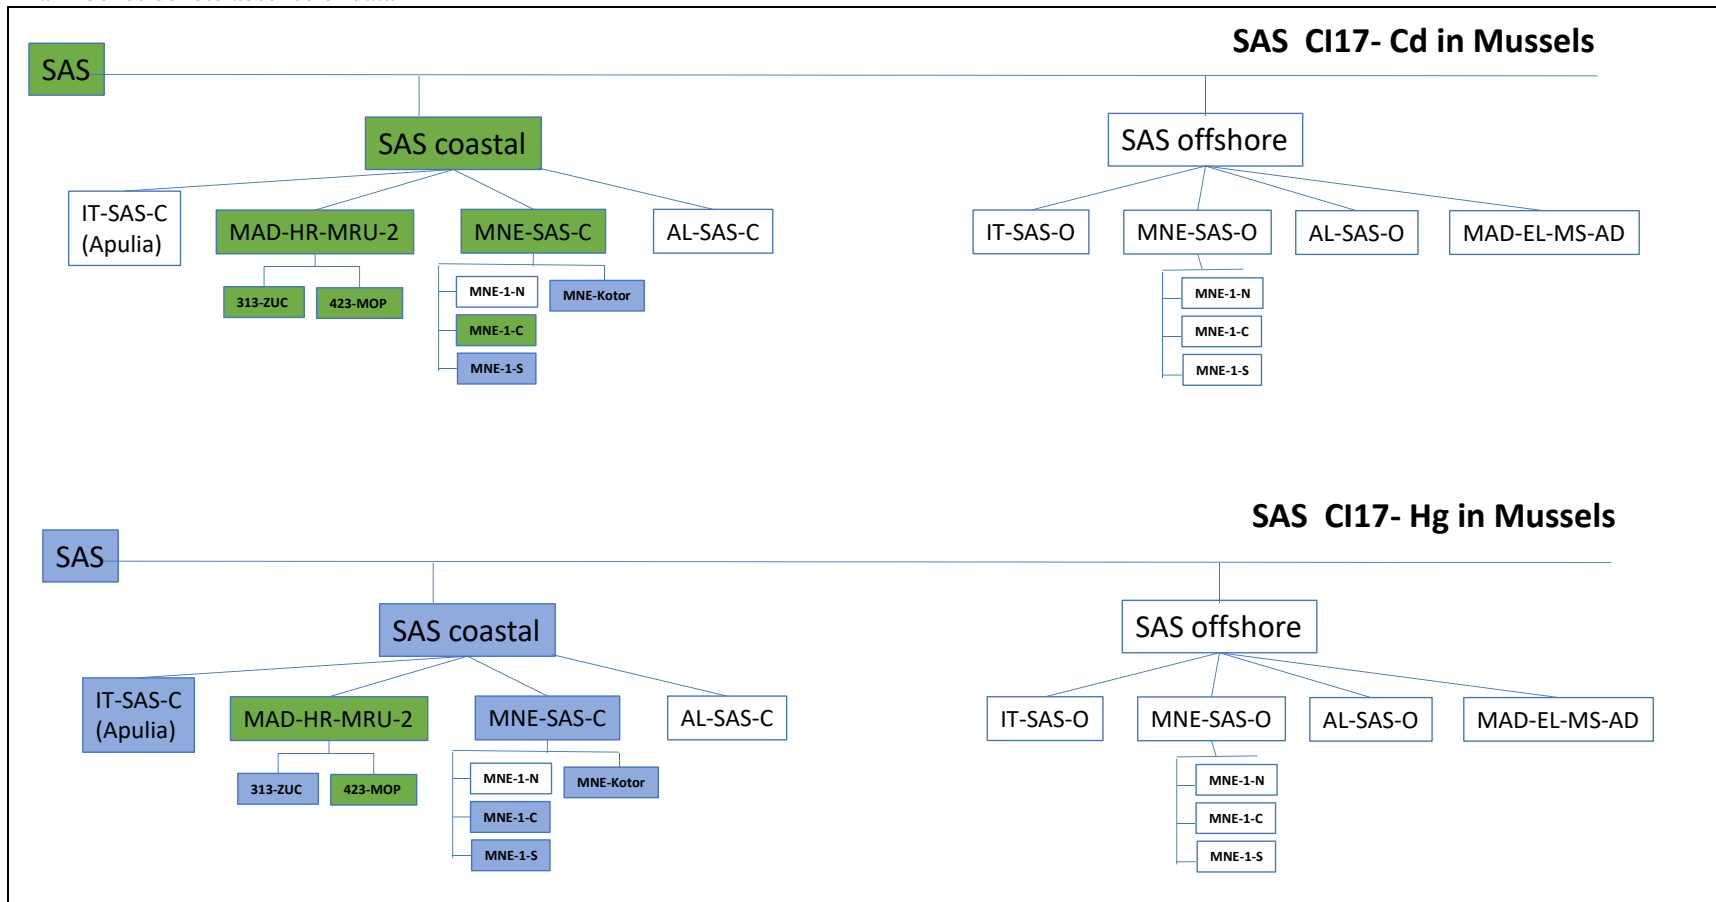 SAS CI17- Cd in Mussels
SAS
SAS coastal
SAS offshore
IT-SAS-C
(Apulia)
MAD-HR-MRU-2
MNE-SAS-C
AL-SAS-C
IT-SAS-O
MNE-SAS-O
AL-SAS-O
MAD-EL-MS-AD
313-ZUC
423-MOP
MNE-1-N
MNE-Kotor
MNE-1-C
MNE-1-S
MNE-1-N
MNE-1-C
MNE-1-S
SAS CI17- Hg in Mussels
SAS
SAS coastal
SAS offshore
IT-SAS-C
(Apulia)
MAD-HR-MRU-2
MNE-SAS-C
AL-SAS-C
IT-SAS-O
MNE-SAS-O
AL-SAS-O
MAD-EL-MS-AD
313-ZUC
423-MOP
MNE-1-N
MNE-Kotor
MNE-1-C
MNE-1-S
MNE-1-N
MNE-1-C
MNE-1-S